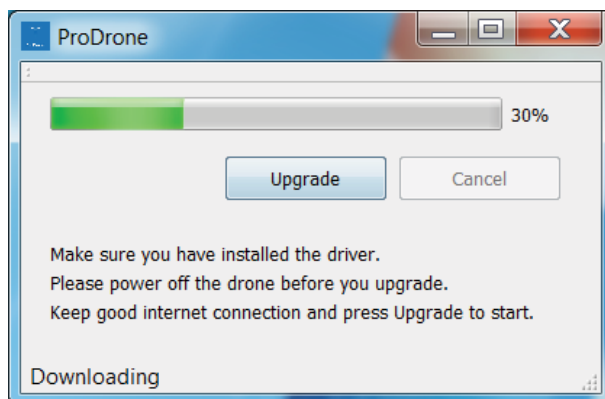 ProDrone
30%
Upgrade
Cancel
Make sure you have installed the driver.
Please power off the drone before you upgrade.
Keep good internet connection and press Upgrade to start.
Downloading